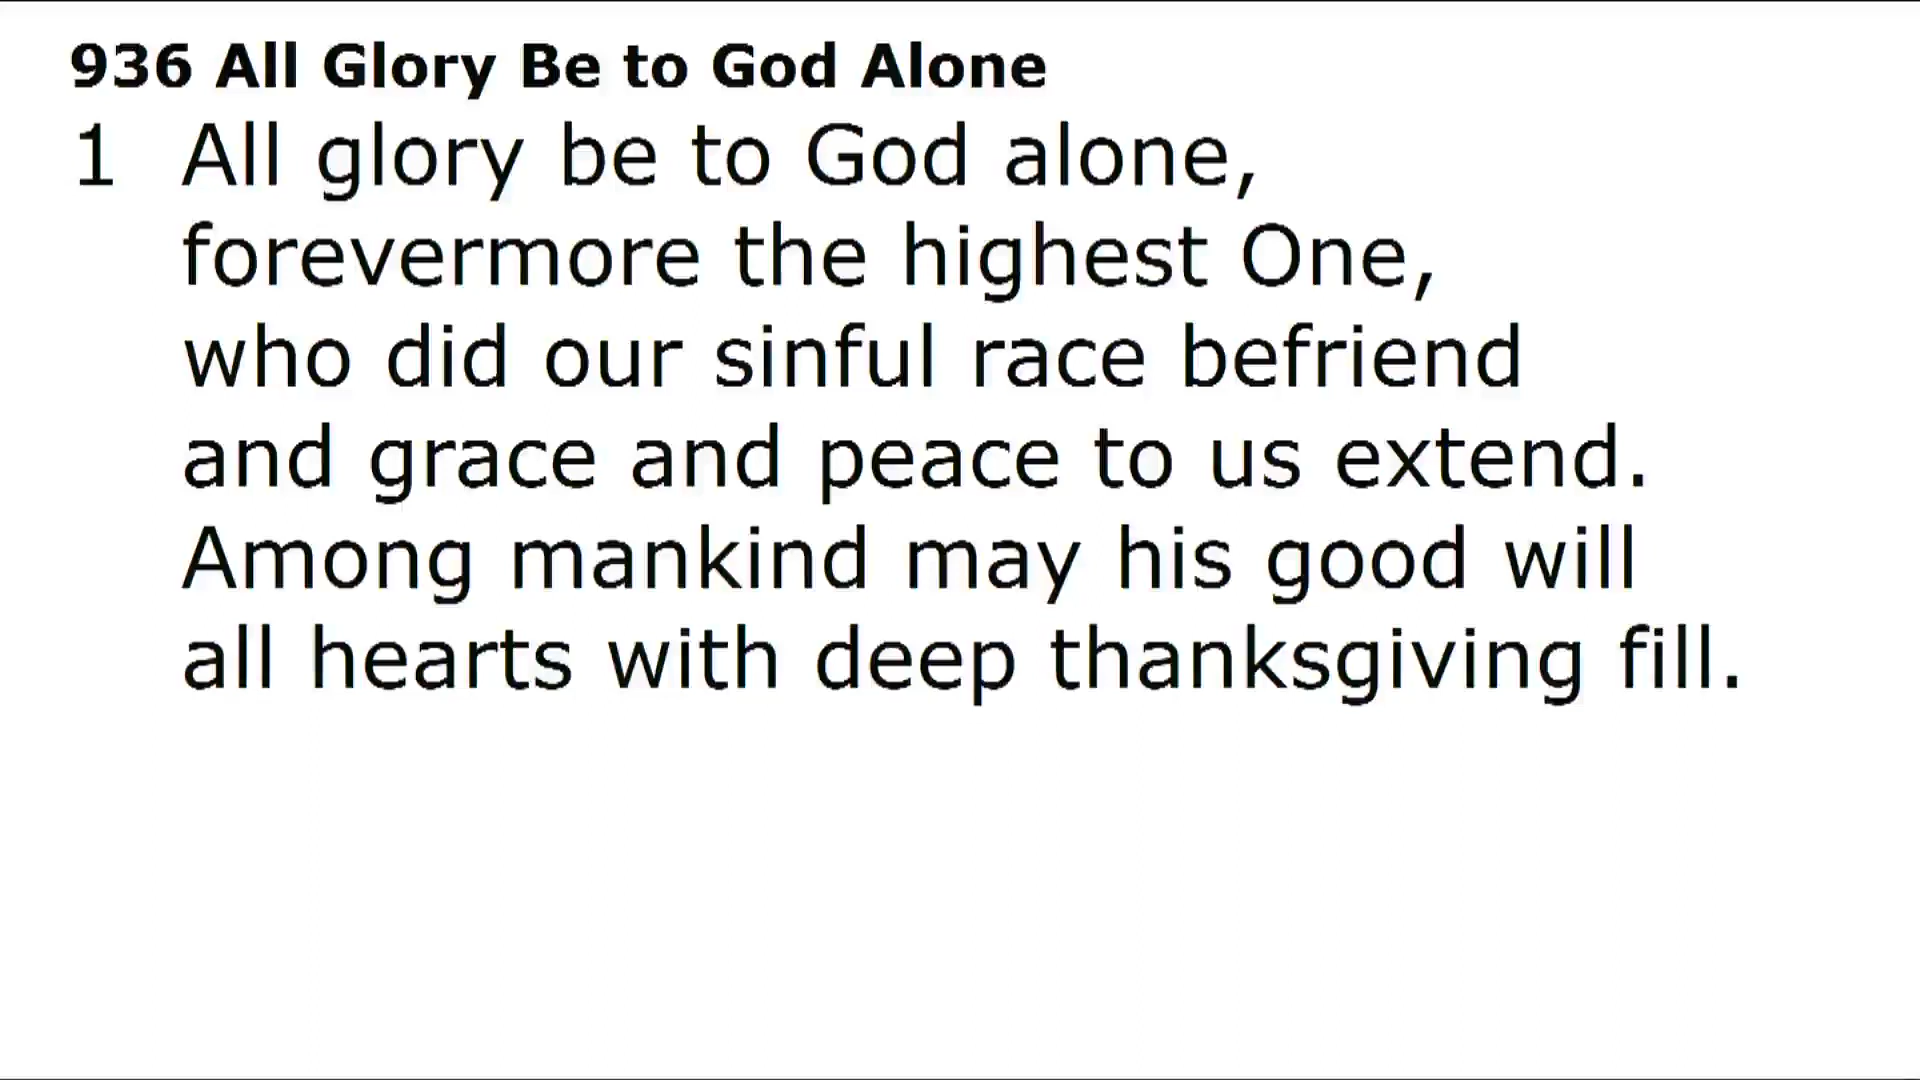 936 All Glory Be to God Alone
1 All glory be to God alone,
forevermore the highest One,
who did our sinful race befriend
and grace and peace to us extend.
Among mankind may his good will
all hearts with deep thanksgiving fill.